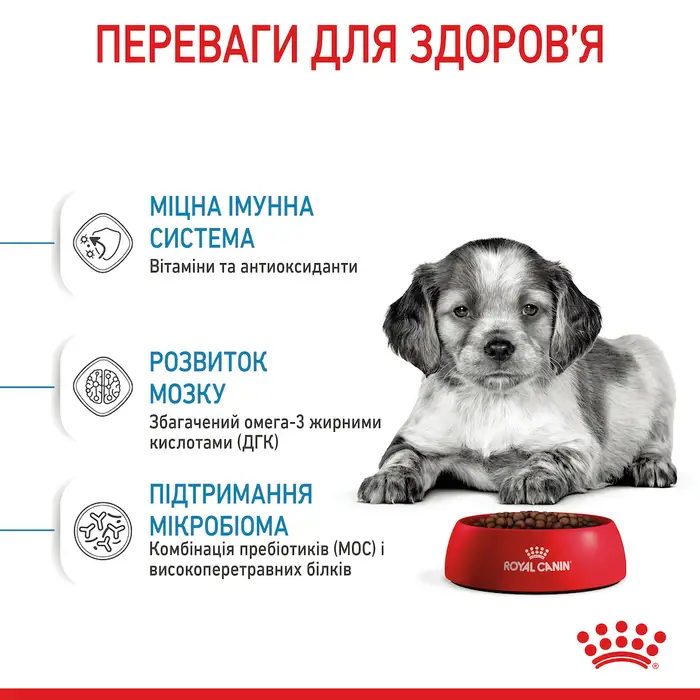 ПЕРЕВАГИ ДЛЯ ЗДОРОВ'Я
МІЦНА ІМУННА
СИСТЕМА
Вітаміни та антиоксиданти
РОЗВИТОК
МОЗКУ
Збагачений омега-3 жирними
кислотами (ДГК)
ПІДТРИМАННЯ
МІКРОБІОМА
Комбінація пребіотиків (МОС) і
високоперетравних білків
ROYAL CANIN